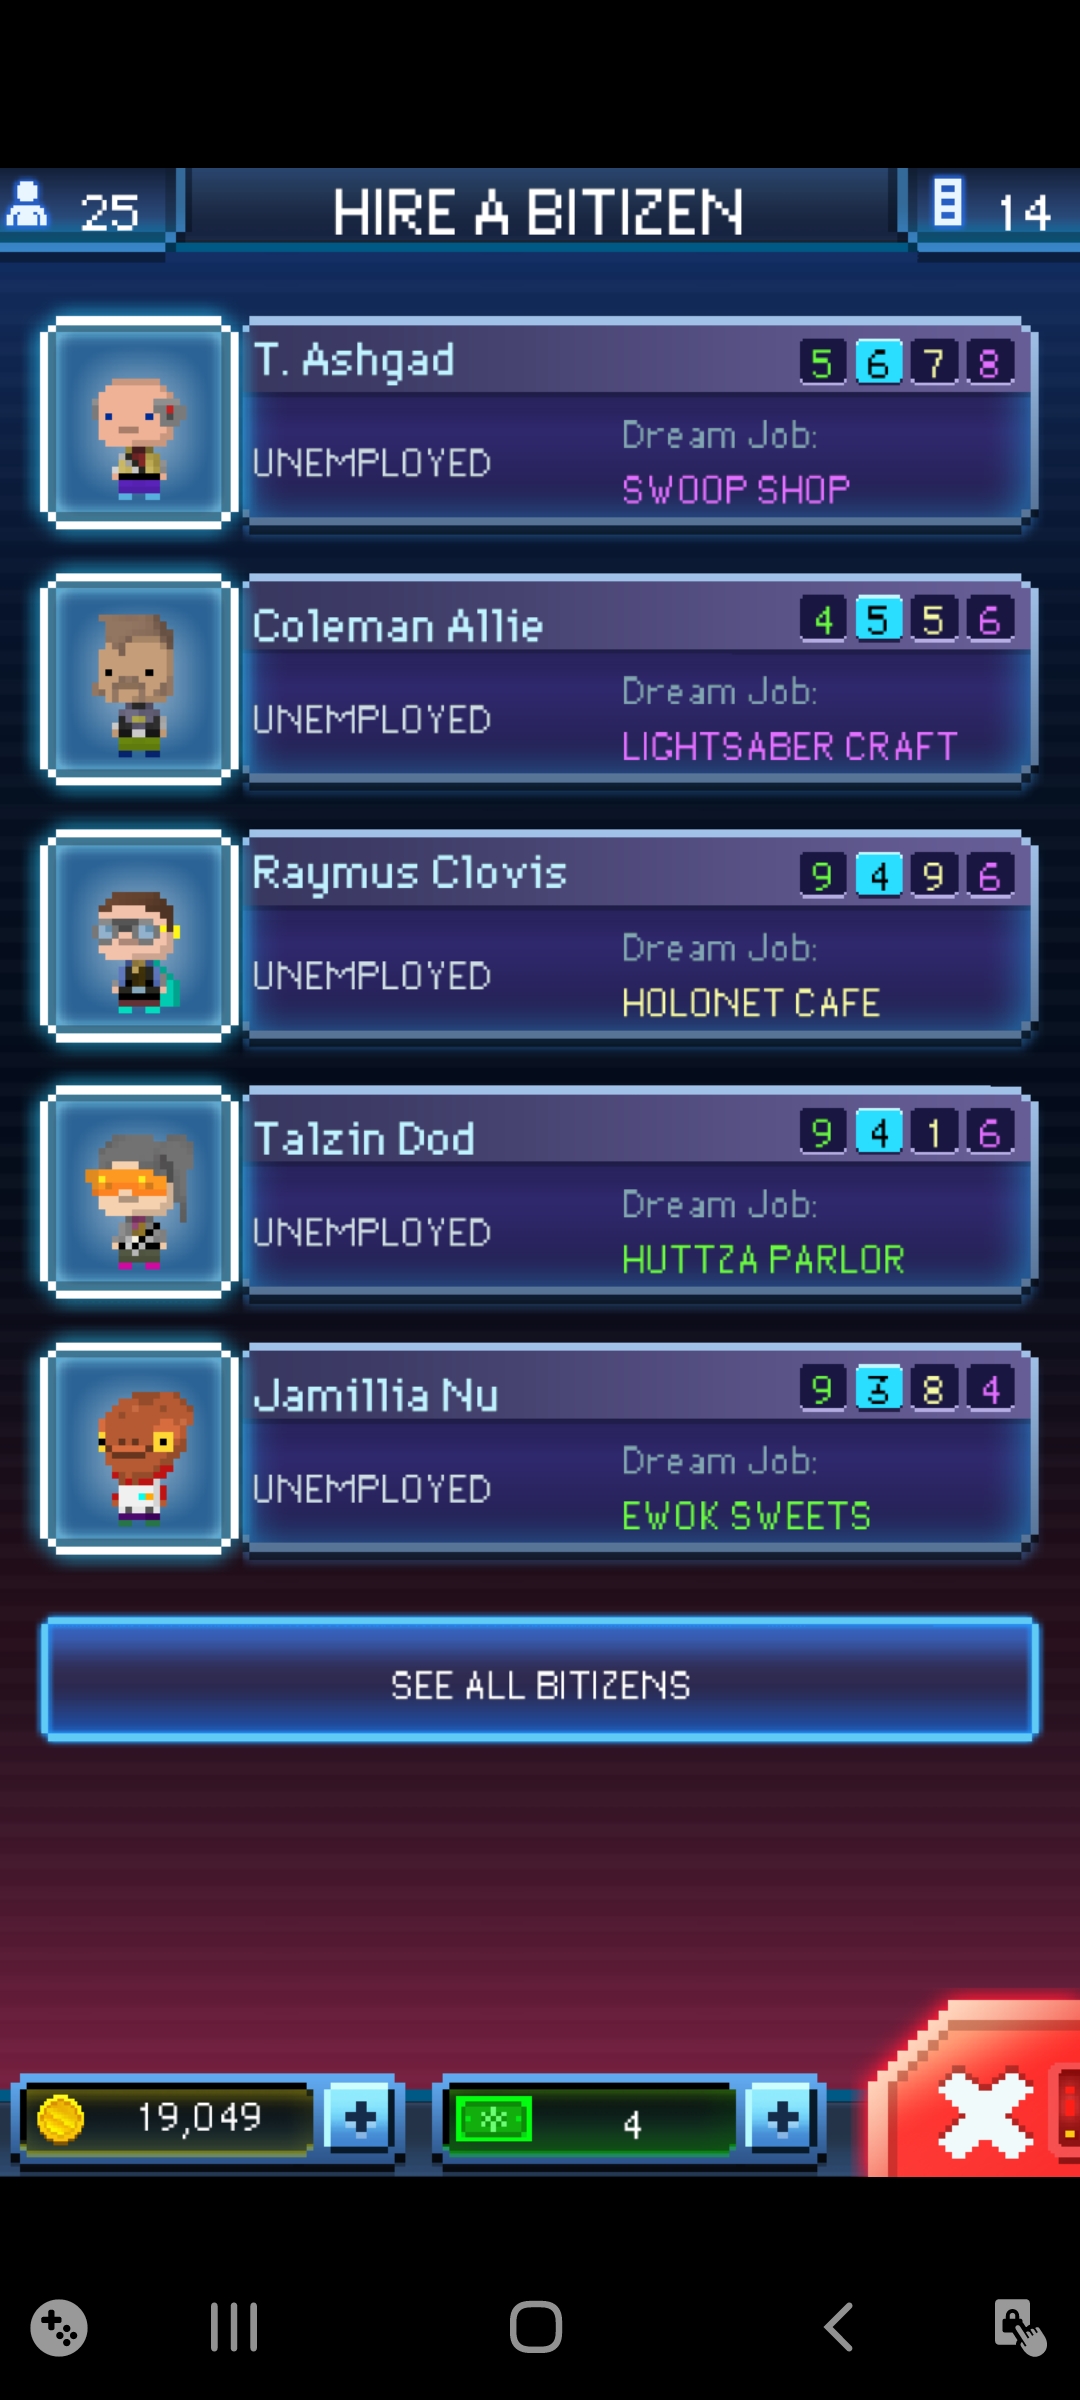 25
HIRE A BITIZEN
14
T. Ashgad
5 6 7 8
UNEMPLOYED
Dream Job:
SWOOP SHOP
Coleman Allie
4 5 5 6
UNEMPLOYED
Dream Job:
LIGHTSABER CRAFT
Raymus Clovis
9 4 9 6
UNEMPLOYED
Dream Job:
HOLONET CAFE
Talzin Dod
9 4 1 6
UNEMPLOYED
Dream Job:
HUTTZA PARLOR
Jamillia Nu
9 3 8 4
UNEMPLOYED
Dream Job:
EWOK SWEETS
SEE ALL BITIZENS
19,049
4